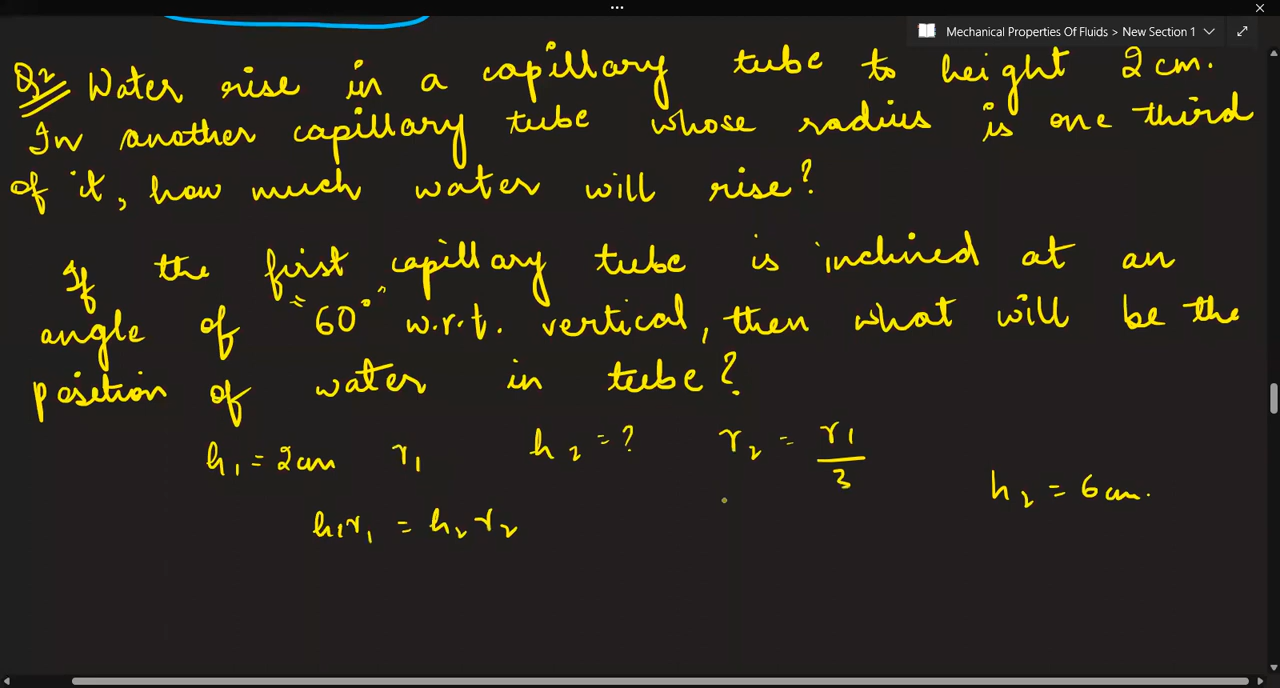 ...
Mechanical Properties Of Fluids > New Section 1
Q2 Water rise in a capillary tube to height 2cm.
In another capillary tube whose radius is one third
of it, how much water will rise?
If the first capillary tube is inclined at an
angle of "60°" w.r.t. vertical, then what will be the
position of water in tube?
h₁ = 2cm r₁ h₂ = ? r₂ = r₁/3
h₂ = 6cm.
h₁r₁ = h₂r₂